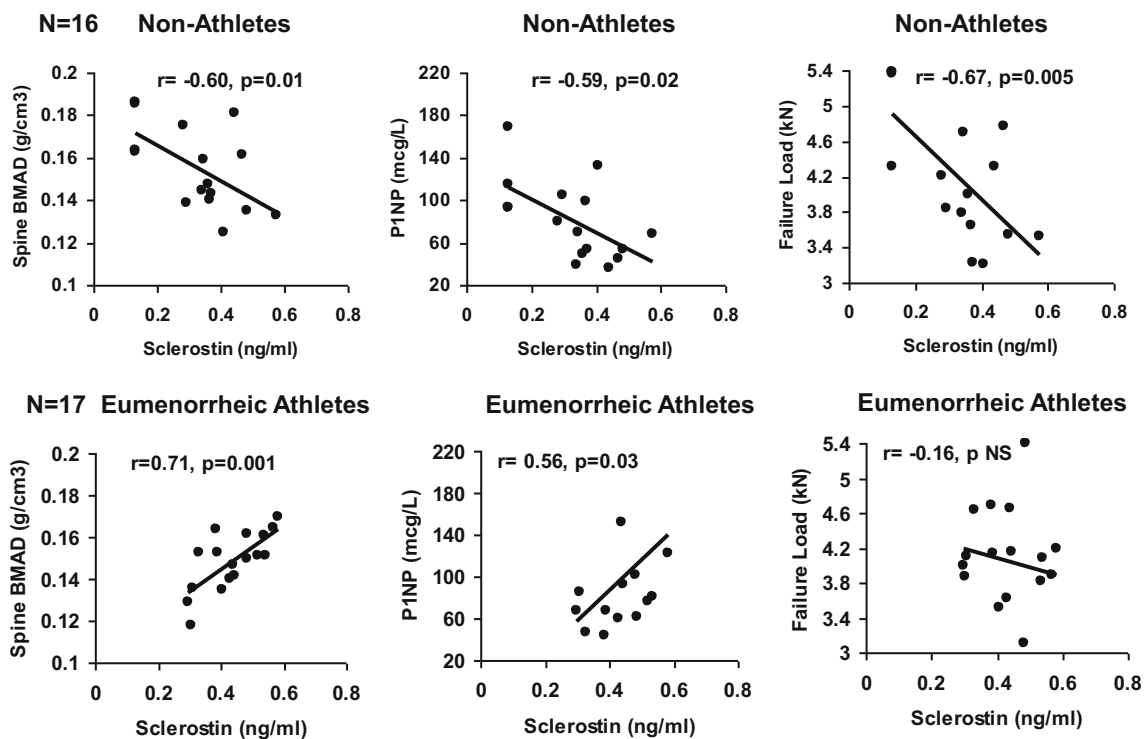 N=16 Non-Athletes
r= -0.60, p=0.01
Spine BMAD (g/cm3)
0.2
0.18
0.16
0.14
0.12
0.1
0 0.2 0.4 0.6 0.8
Sclerostin (ng/ml)
Non-Athletes
r= -0.59, p=0.02
P1NP (mcg/L)
220
180
140
100
60
20
0 0.2 0.4 0.6 0.8
Sclerostin (ng/ml)
Non-Athletes
r= -0.67, p=0.005
Failure Load (kN)
5.4
5
4.6
4.2
3.8
3.4
3
0 0.2 0.4 0.6 0.8
Sclerostin (ng/ml)
N=17 Eumenorrheic Athletes
r=0.71, p=0.001
Spine BMAD (g/cm3)
0.2
0.18
0.16
0.14
0.12
0.1
0 0.2 0.4 0.6 0.8
Sclerostin (ng/ml)
Eumenorrheic Athletes
r= 0.56, p=0.03
P1NP (mcg/L)
220
180
140
100
60
20
0 0.2 0.4 0.6 0.8
Sclerostin (ng/ml)
Eumenorrheic Athletes
r= -0.16, p NS
Failure Load (kN)
5.4
5
4.6
4.2
3.8
3.4
3
0 0.2 0.4 0.6 0.8
Sclerostin (ng/ml)